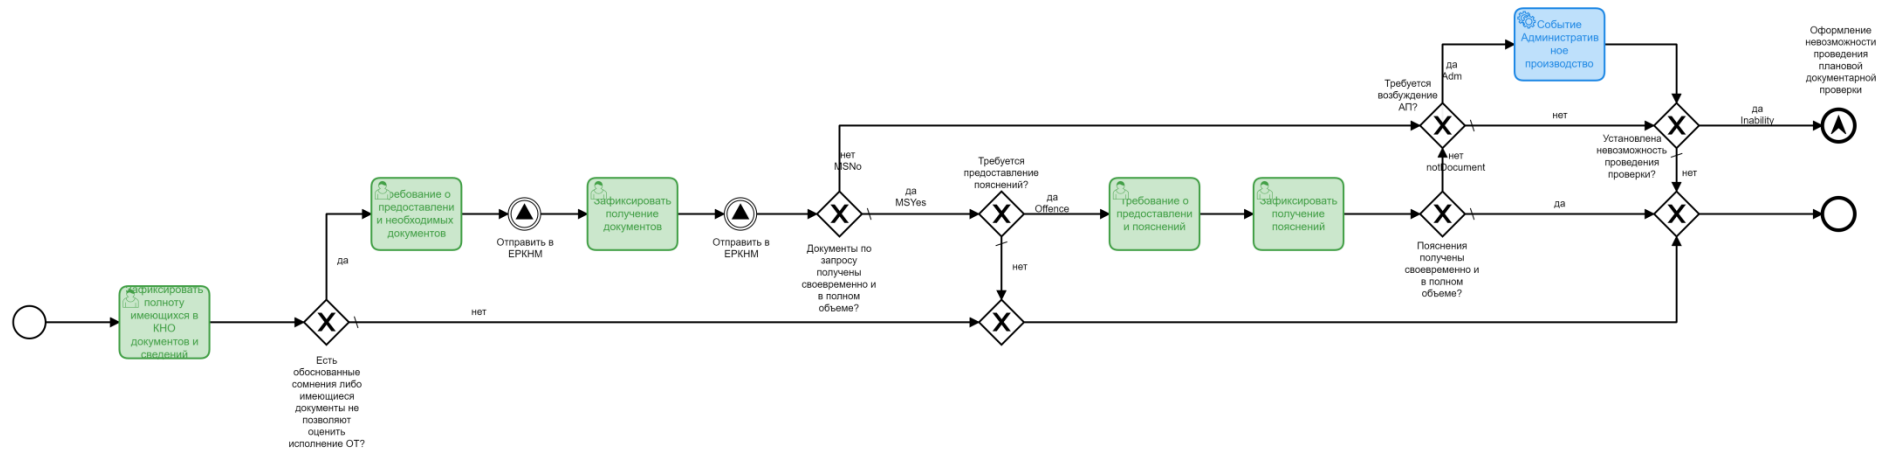 Зафиксировать
полноту
имеющихся в
КНО
документов и
сведений
Есть
обоснованные
сомнения либо
имеющиеся
документы не
позволяют
оценить
исполнение ОТ?
да
нет
Требование о
предоставлени
и необходимых
документов
Отправить в
ЕРКНМ
Зафиксировать
получение
документов
Отправить в
ЕРКНМ
Документы по
запросу
получены
своевременно и
в полном
объеме?
нет
MSNo
да
MSYes
Требуется
предоставление
пояснений?
да
Offence
нет
Требование о
предоставлени
и пояснений
Зафиксировать
получение
пояснений
Пояснения
получены
своевременно и
в полном
объеме?
нет
notDocument
да
Требуется
возбуждение
АП?
да
Adm
нет
Событие
Административ
ное
производство
Установлена
невозможность
проведения
проверки?
да
Inability
нет
Оформление
невозможности
проведения
плановой
документарной
проверки